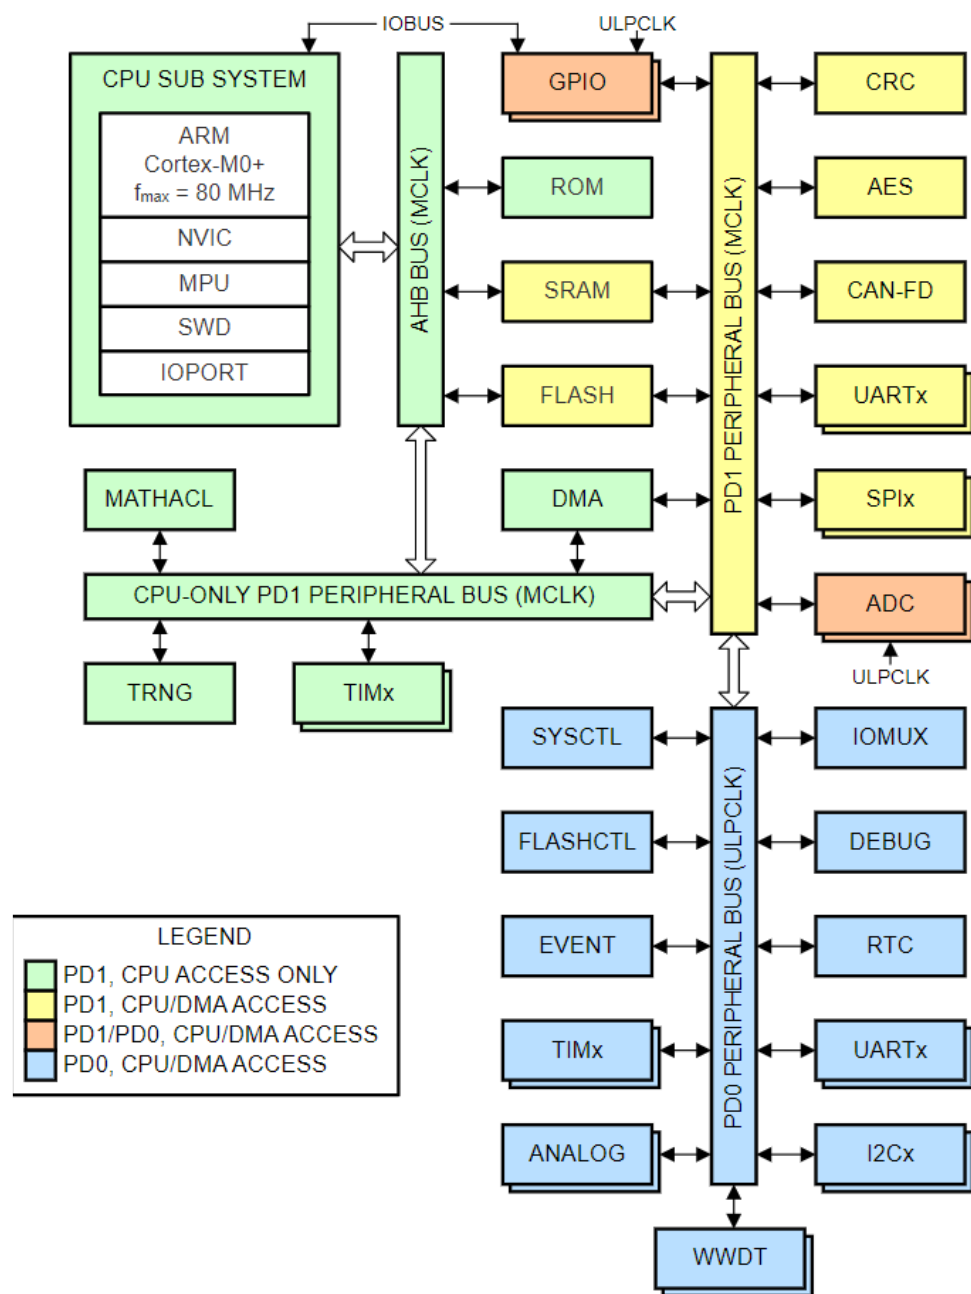 IOBUS
ULPCLK
CPU SUB SYSTEM
ARM
Cortex-M0+
fmax = 80 MHz
NVIC
MPU
SWD
IOPORT
AHB BUS (MCLK)
GPIO
ROM
SRAM
FLASH
DMA
PD1 PERIPHERAL BUS (MCLK)
CRC
AES
CAN-FD
UARTx
SPIx
ADC
ULPCLK
MATHACL
CPU-ONLY PD1 PERIPHERAL BUS (MCLK)
TRNG
TIMx
SYSCTL
FLASHCTL
EVENT
TIMx
ANALOG
PD0 PERIPHERAL BUS (ULPCLK)
IOMUX
DEBUG
RTC
UARTx
I2Cx
WWDT
LEGEND
PD1, CPU ACCESS ONLY
PD1, CPU/DMA ACCESS
PD1/PD0, CPU/DMA ACCESS
PD0, CPU/DMA ACCESS